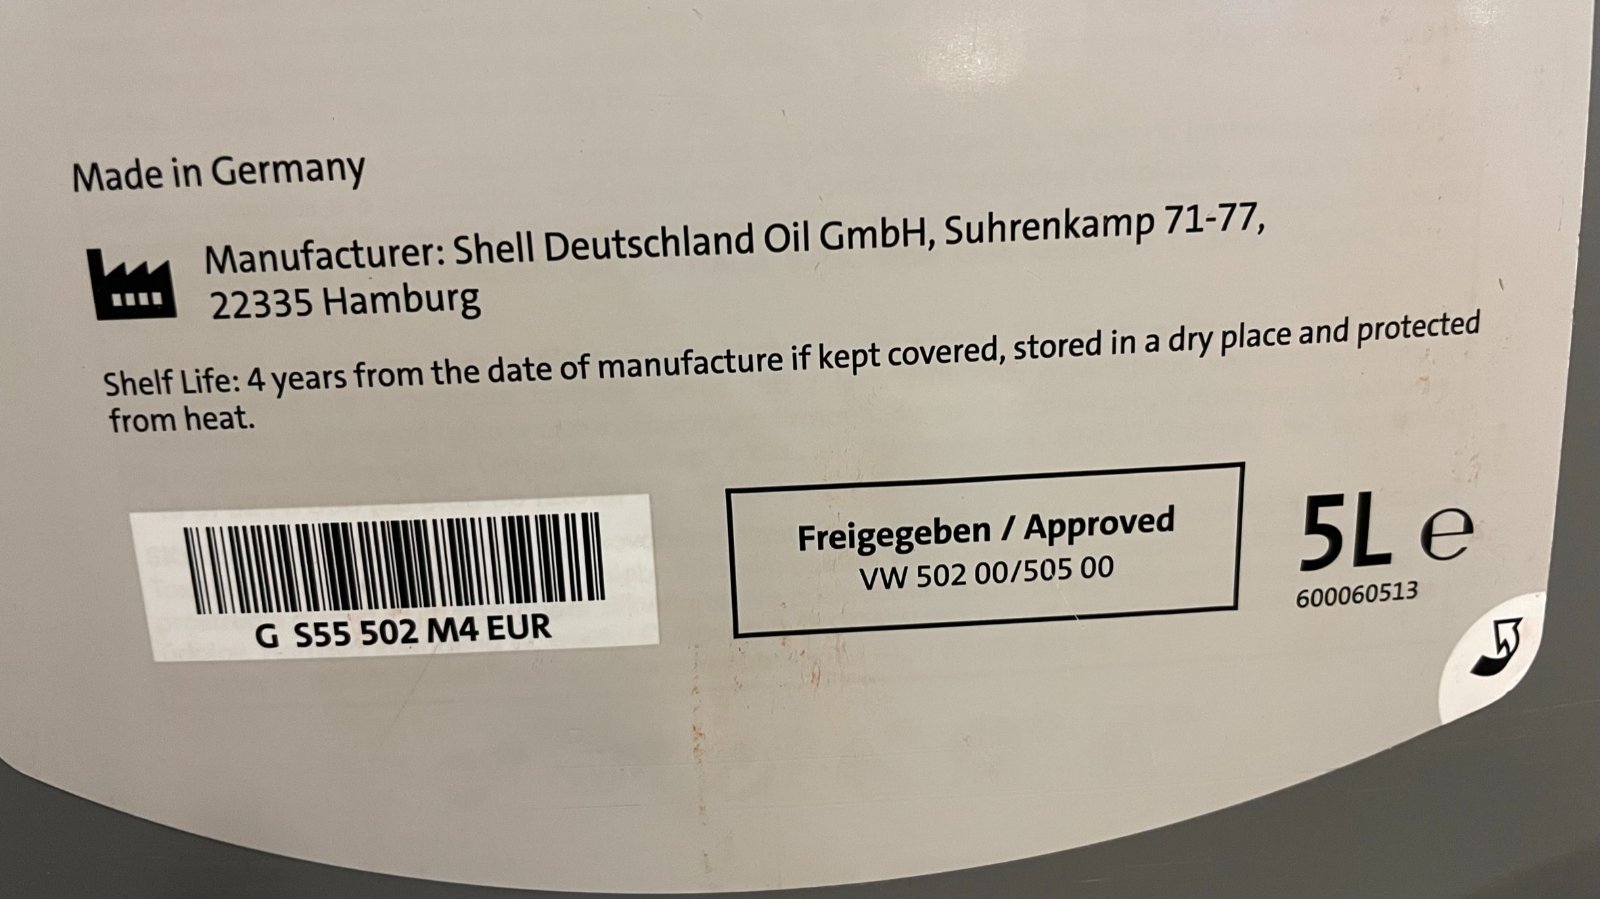 Made in Germany
Manufacturer: Shell Deutschland Oil GmbH, Suhrenkamp 71-77,
22335 Hamburg
Shelf Life: 4 years from the date of manufacture if kept covered, stored in a dry place and protected
from heat.
G S55 502 M4 EUR
Freigegeben / Approved
VW 502 00/505 00
5L e
600060513